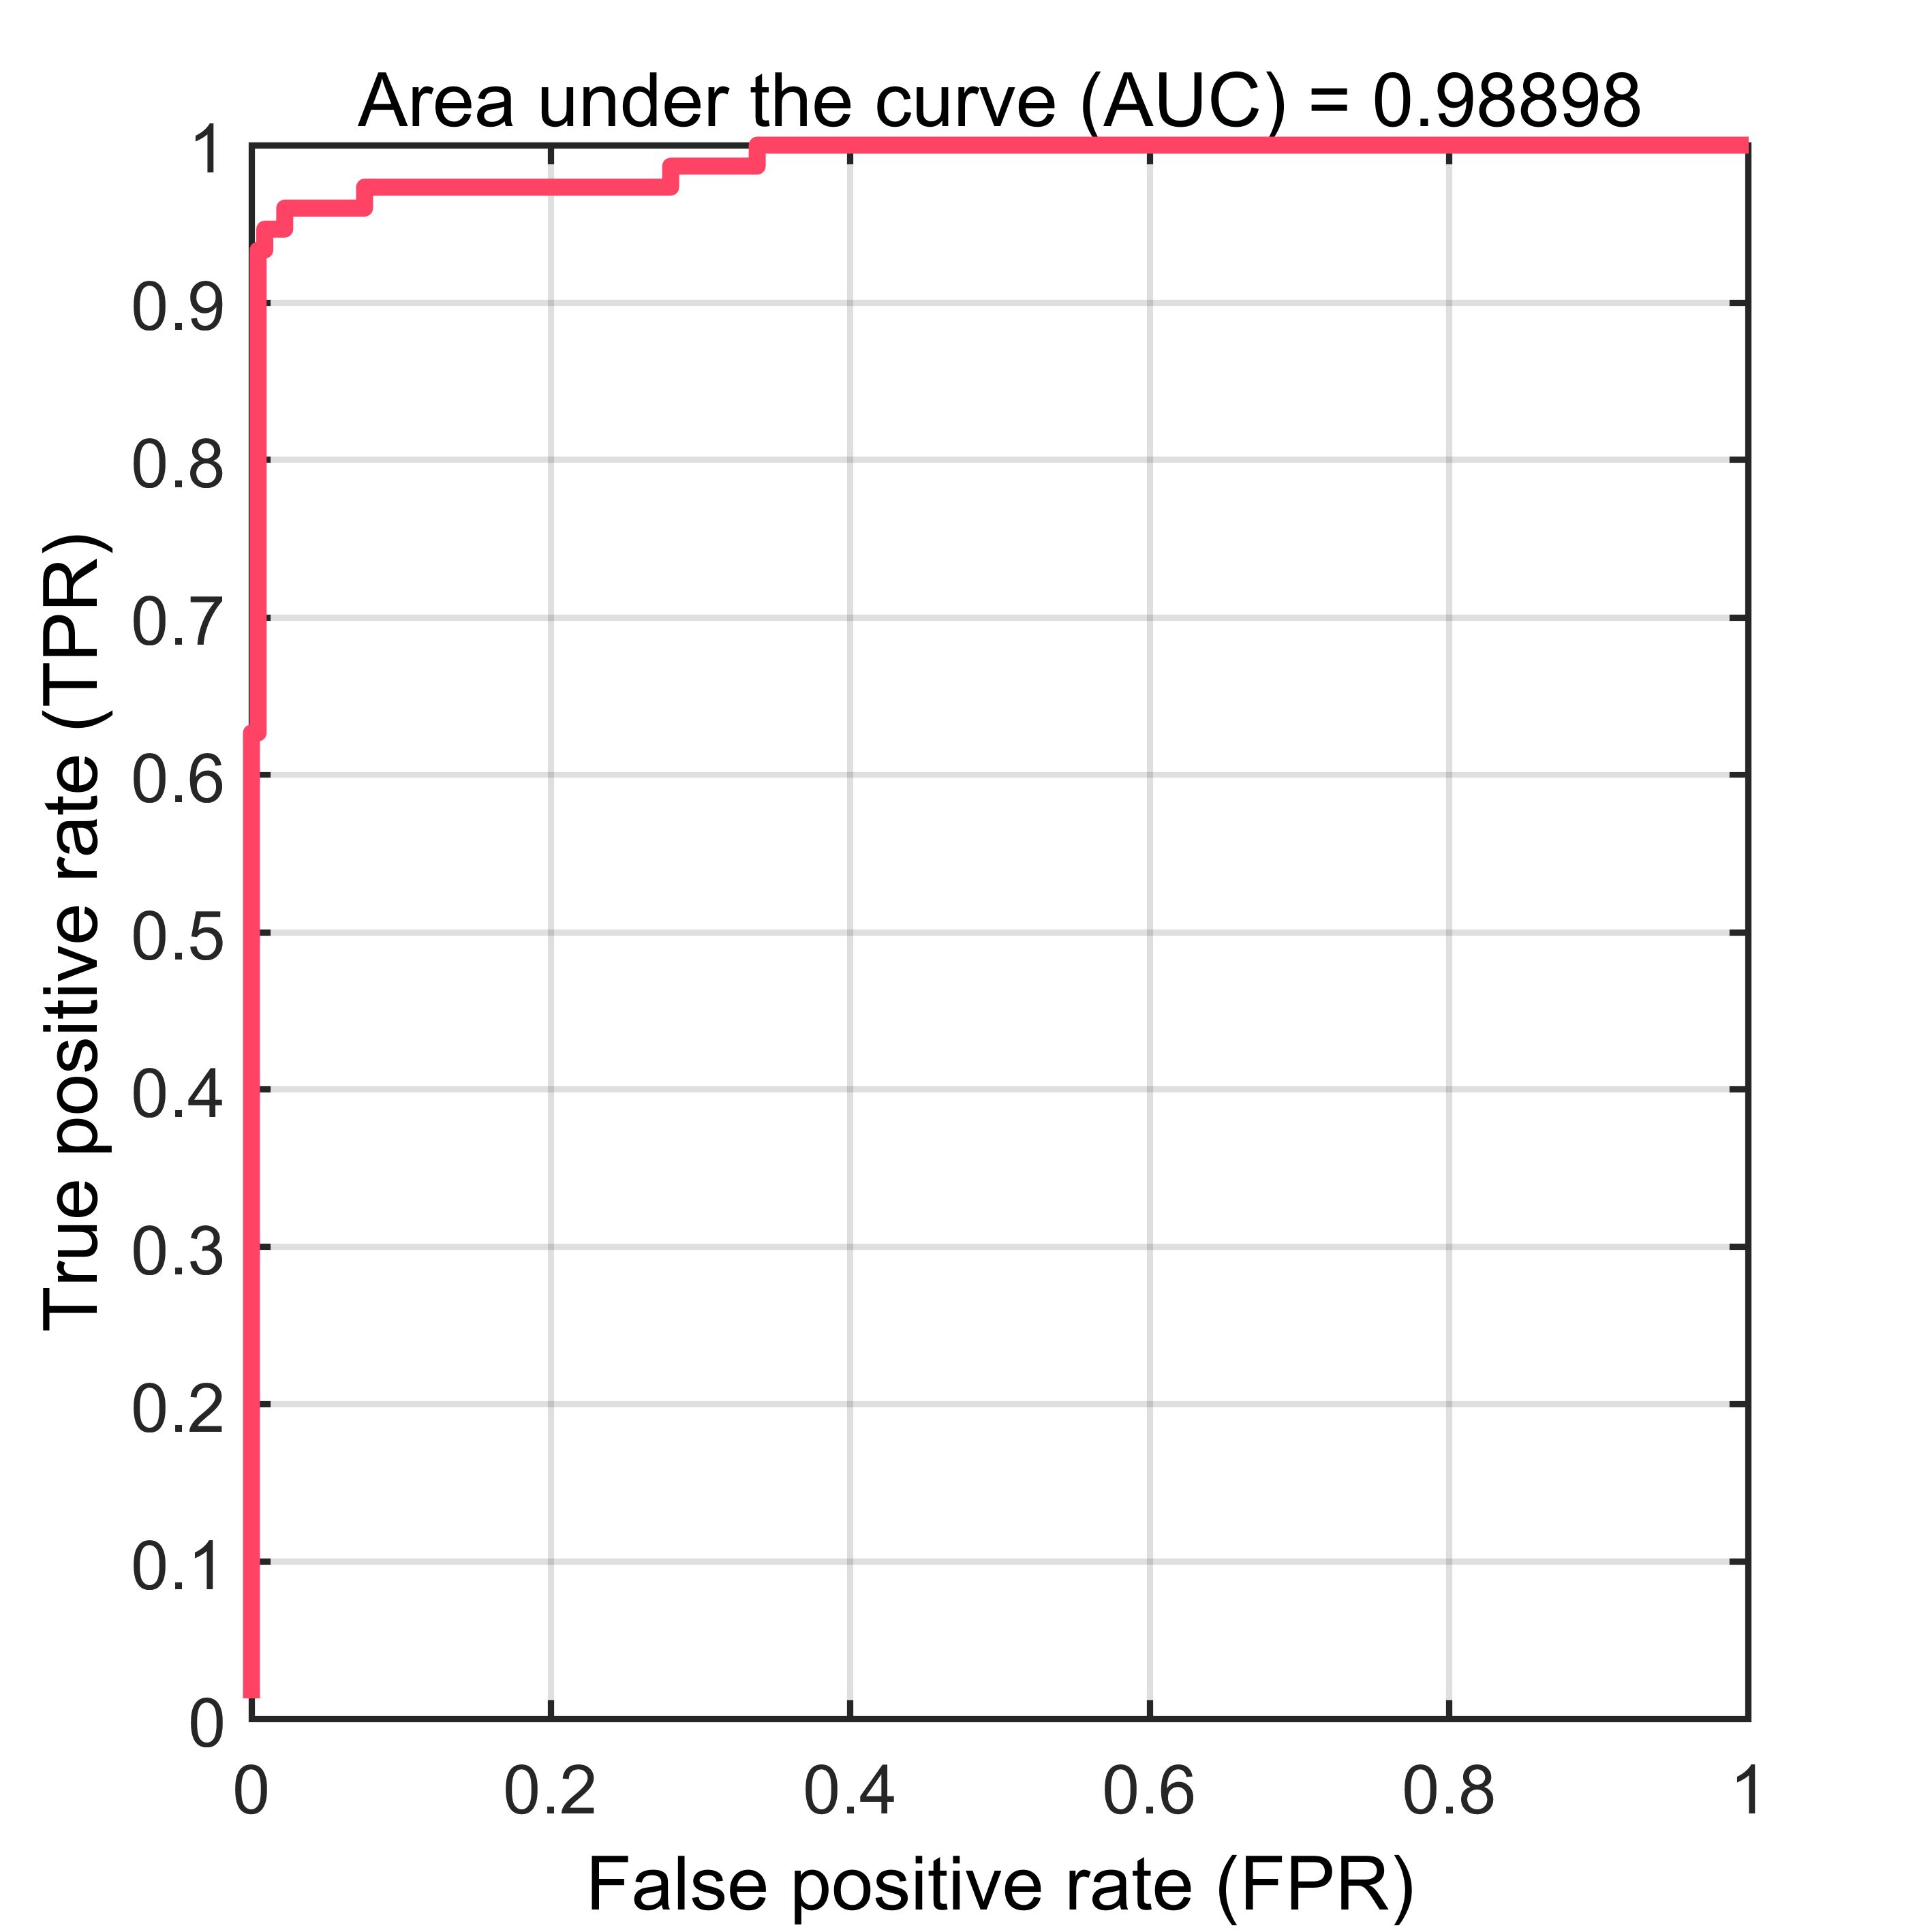 Area under the curve (AUC) = 0.98898
1
0.9
0.8
0.7
0.6
0.5
0.4
0.3
0.2
0.1
0
True positive rate (TPR)
0 0.2 0.4 0.6 0.8 1
False positive rate (FPR)